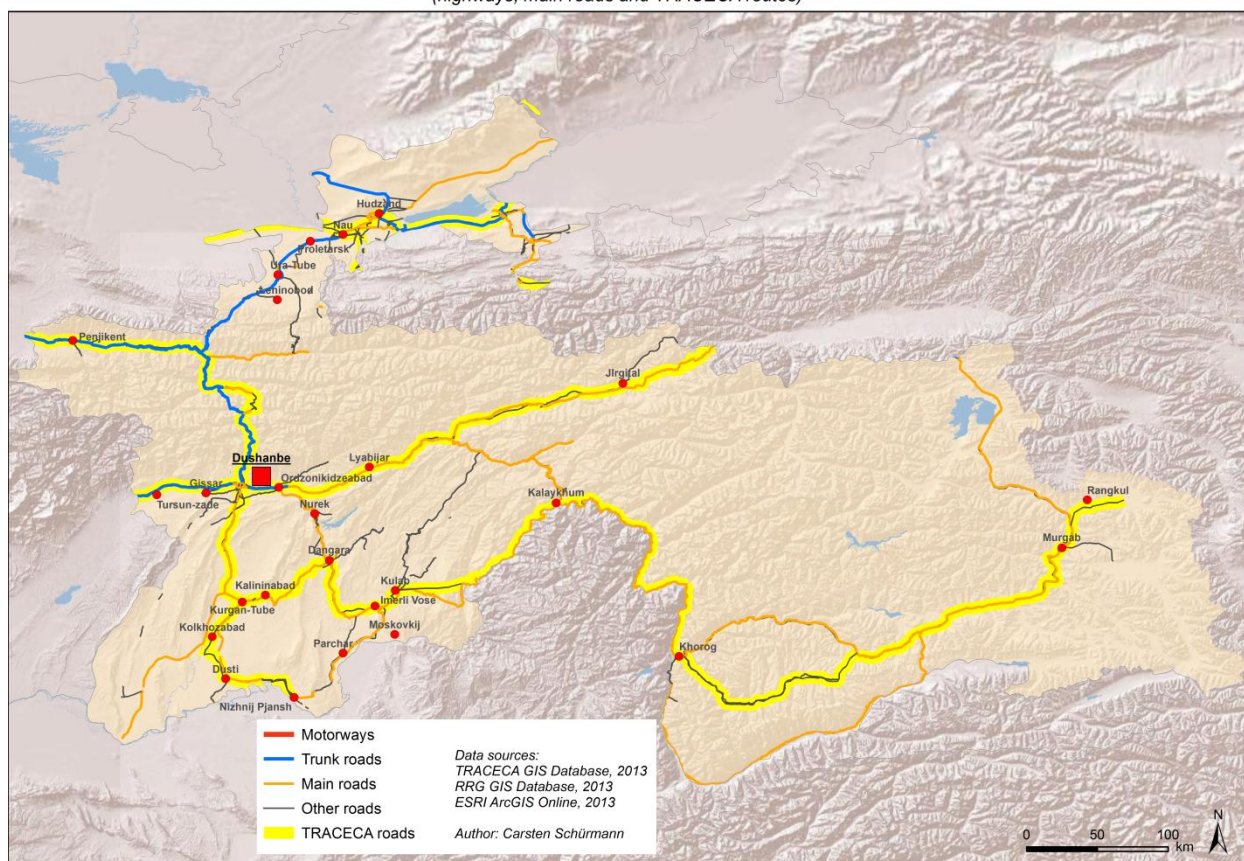 (highways, main roads and TRACECA routes)
Hudzand
Nau
Proletarsk
Ura-Tube
Leninobod
Penjikent
Jirgital
Dushanbe
Lyabijar
Gissar
Ordzonikidzeabad
Tursun-zade
Nurek
Kalaykhum
Rangkul
Murgab
Dangara
Kalininabad
Kulab
Kurgan-Tube
Imerli Vose
Kolkhozabad
Moskovkij
Parchar
Khorog
Dusti
Nizhnij Pjansh
Motorways
Trunk roads
Main roads
Other roads
TRACECA roads
Data sources:
TRACECA GIS Database, 2013
RRG GIS Database, 2013
ESRI ArcGIS Online, 2013
Author: Carsten Schürmann
N
0 50 100
km